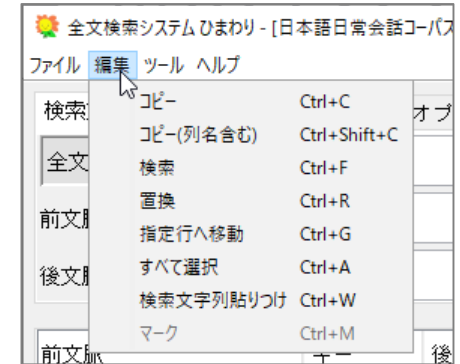 全文検索システム ひまわり - [日本語日常会話コーパス
ファイル 編集 ツール ヘルプ
検索
オプ
コピー Ctrl+C
コピー(列名含む) Ctrl+Shift+C
全文
検索 Ctrl+F
置換 Ctrl+R
前文脈
指定行へ移動 Ctrl+G
すべて選択 Ctrl+A
後文脈
検索文字列貼りつけ Ctrl+W
マーク Ctrl+M
前文脈
キー
後